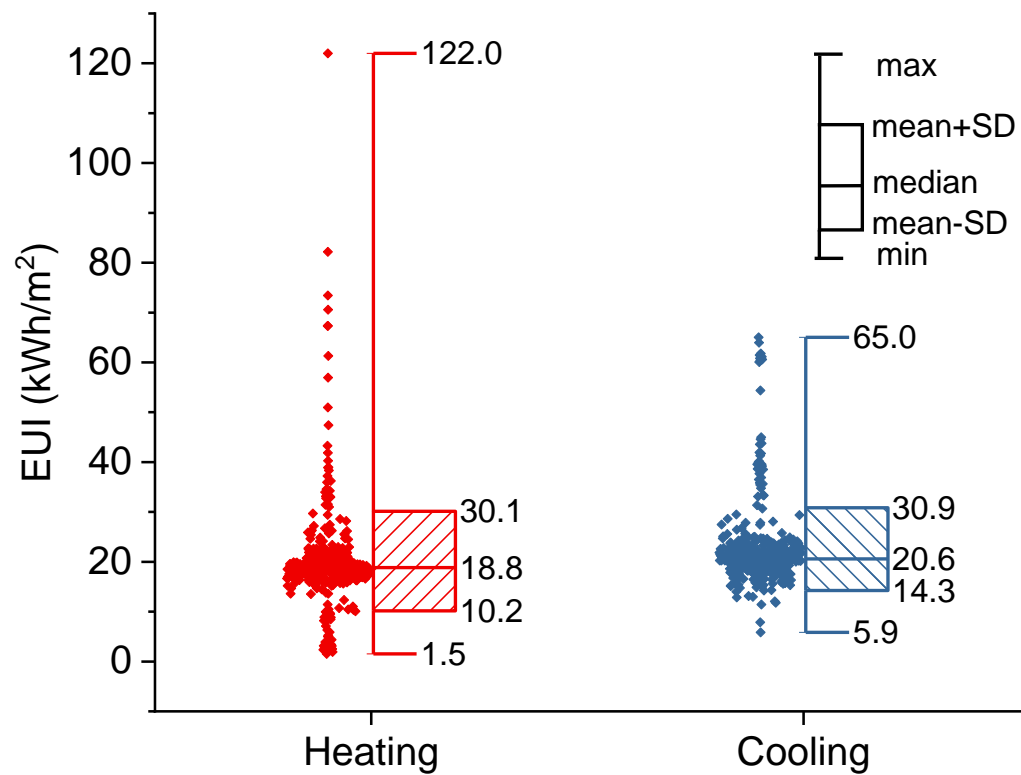 EUI (kWh/m²)
120
100
80
60
40
20
0
122.0
30.1
18.8
10.2
1.5
65.0
30.9
20.6
14.3
5.9
max
mean+SD
median
mean-SD
min
Heating
Cooling